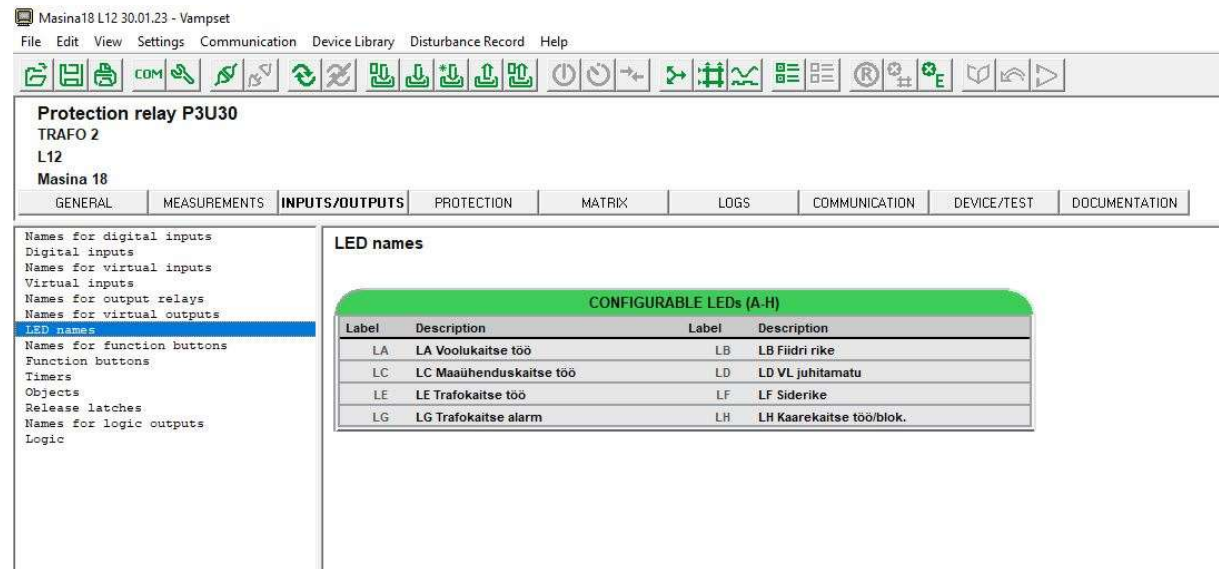 Masina18 L12 30.01.23 - Vampset
File Edit View Settings Communication Device Library Disturbance Record Help
COM R E
Protection relay P3U30
TRAFO 2
L12
Masina 18
GENERAL MEASUREMENTS INPUTS/OUTPUTS PROTECTION MATRIX LOGS COMMUNICATION DEVICE/TEST DOCUMENTATION
Names for digital inputs
Digital inputs
Names for virtual inputs
Virtual inputs
Names for output relays
Names for virtual outputs
LED names
Names for function buttons
Function buttons
Timers
Objects
Release latches
Names for logic outputs
Logic
LED names
CONFIGURABLE LEDs (A-H)
Label Description Label Description
LA LA Voolukaitse töö LB LB Fiidri rike
LC LC Maaühenduskaitse töö LD LD VL juhitamatu
LE LE Trafokaitse töö LF LF Siderike
LG LG Trafokaitse alarm LH LH Kaarekaitse töö/blok.